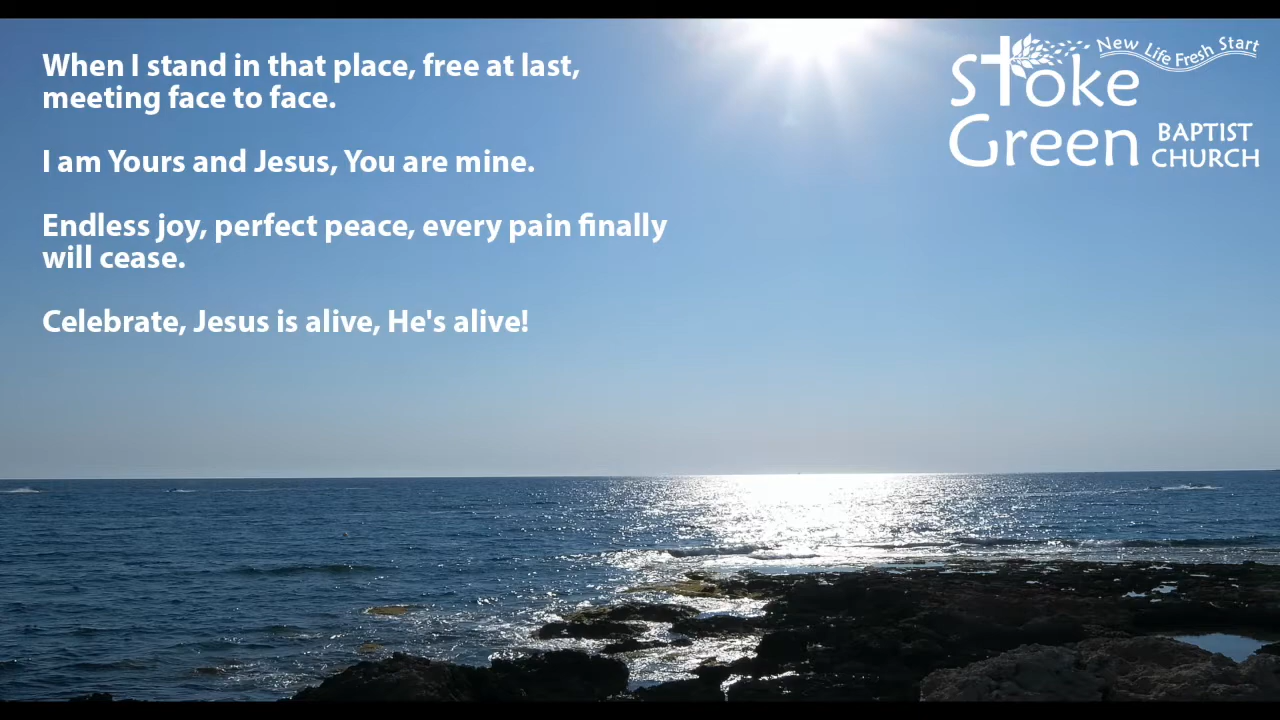 When I stand in that place, free at last,
meeting face to face.
I am Yours and Jesus, You are mine.
Endless joy, perfect peace, every pain finally
will cease.
Celebrate, Jesus is alive, He's alive!
New Life Fresh Start
Stoke
Green BAPTIST
CHURCH